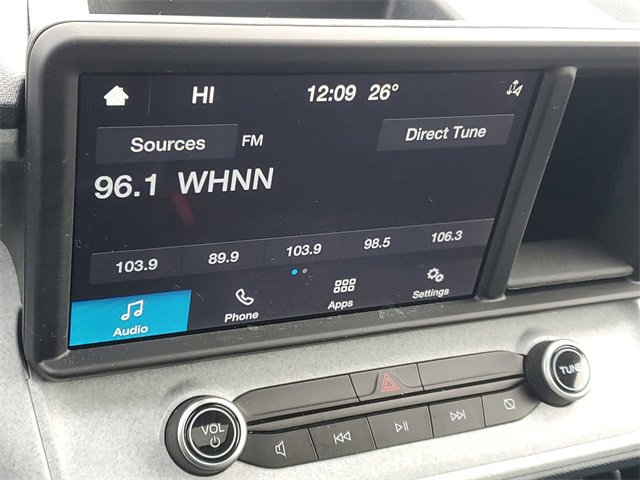 HI 12:09 26°
Sources FM Direct Tune
96.1 WHNN
103.9 89.9 103.9 98.5 106.3
Audio Phone Apps Settings
VOL TUNE